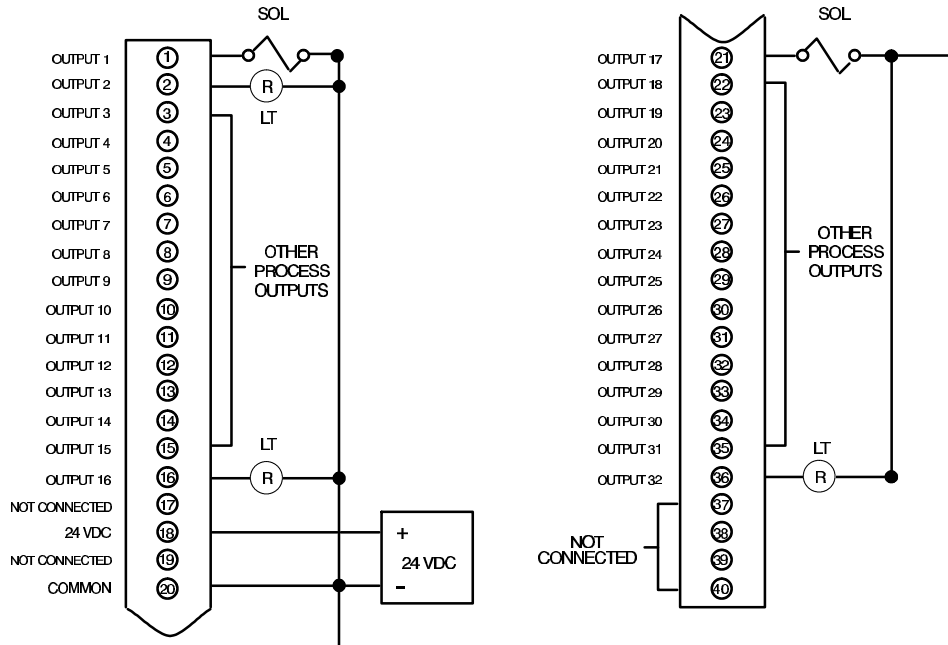 SOL
OUTPUT 1 1
OUTPUT 2 2 R
LT
OUTPUT 3 3
OUTPUT 4 4
OUTPUT 5 5
OUTPUT 6 6
OUTPUT 7 7
OUTPUT 8 8
OUTPUT 9 9
OTHER
PROCESS
OUTPUTS
OUTPUT 10 10
OUTPUT 11 11
OUTPUT 12 12
OUTPUT 13 13
OUTPUT 14 14
OUTPUT 15 15
LT
OUTPUT 16 16 R
NOT CONNECTED 17
24 VDC 18
NOT CONNECTED 19
COMMON 20
+
24 VDC
-
SOL
OUTPUT 17 21
OUTPUT 18 22
OUTPUT 19 23
OUTPUT 20 24
OUTPUT 21 25
OUTPUT 22 26
OUTPUT 23 27
OUTPUT 24 28
OUTPUT 25 29
OTHER
PROCESS
OUTPUTS
OUTPUT 26 30
OUTPUT 27 31
OUTPUT 28 32
OUTPUT 29 33
OUTPUT 30 34
OUTPUT 31 35
LT
OUTPUT 32 36 R
37
38
39
40
NOT
CONNECTED